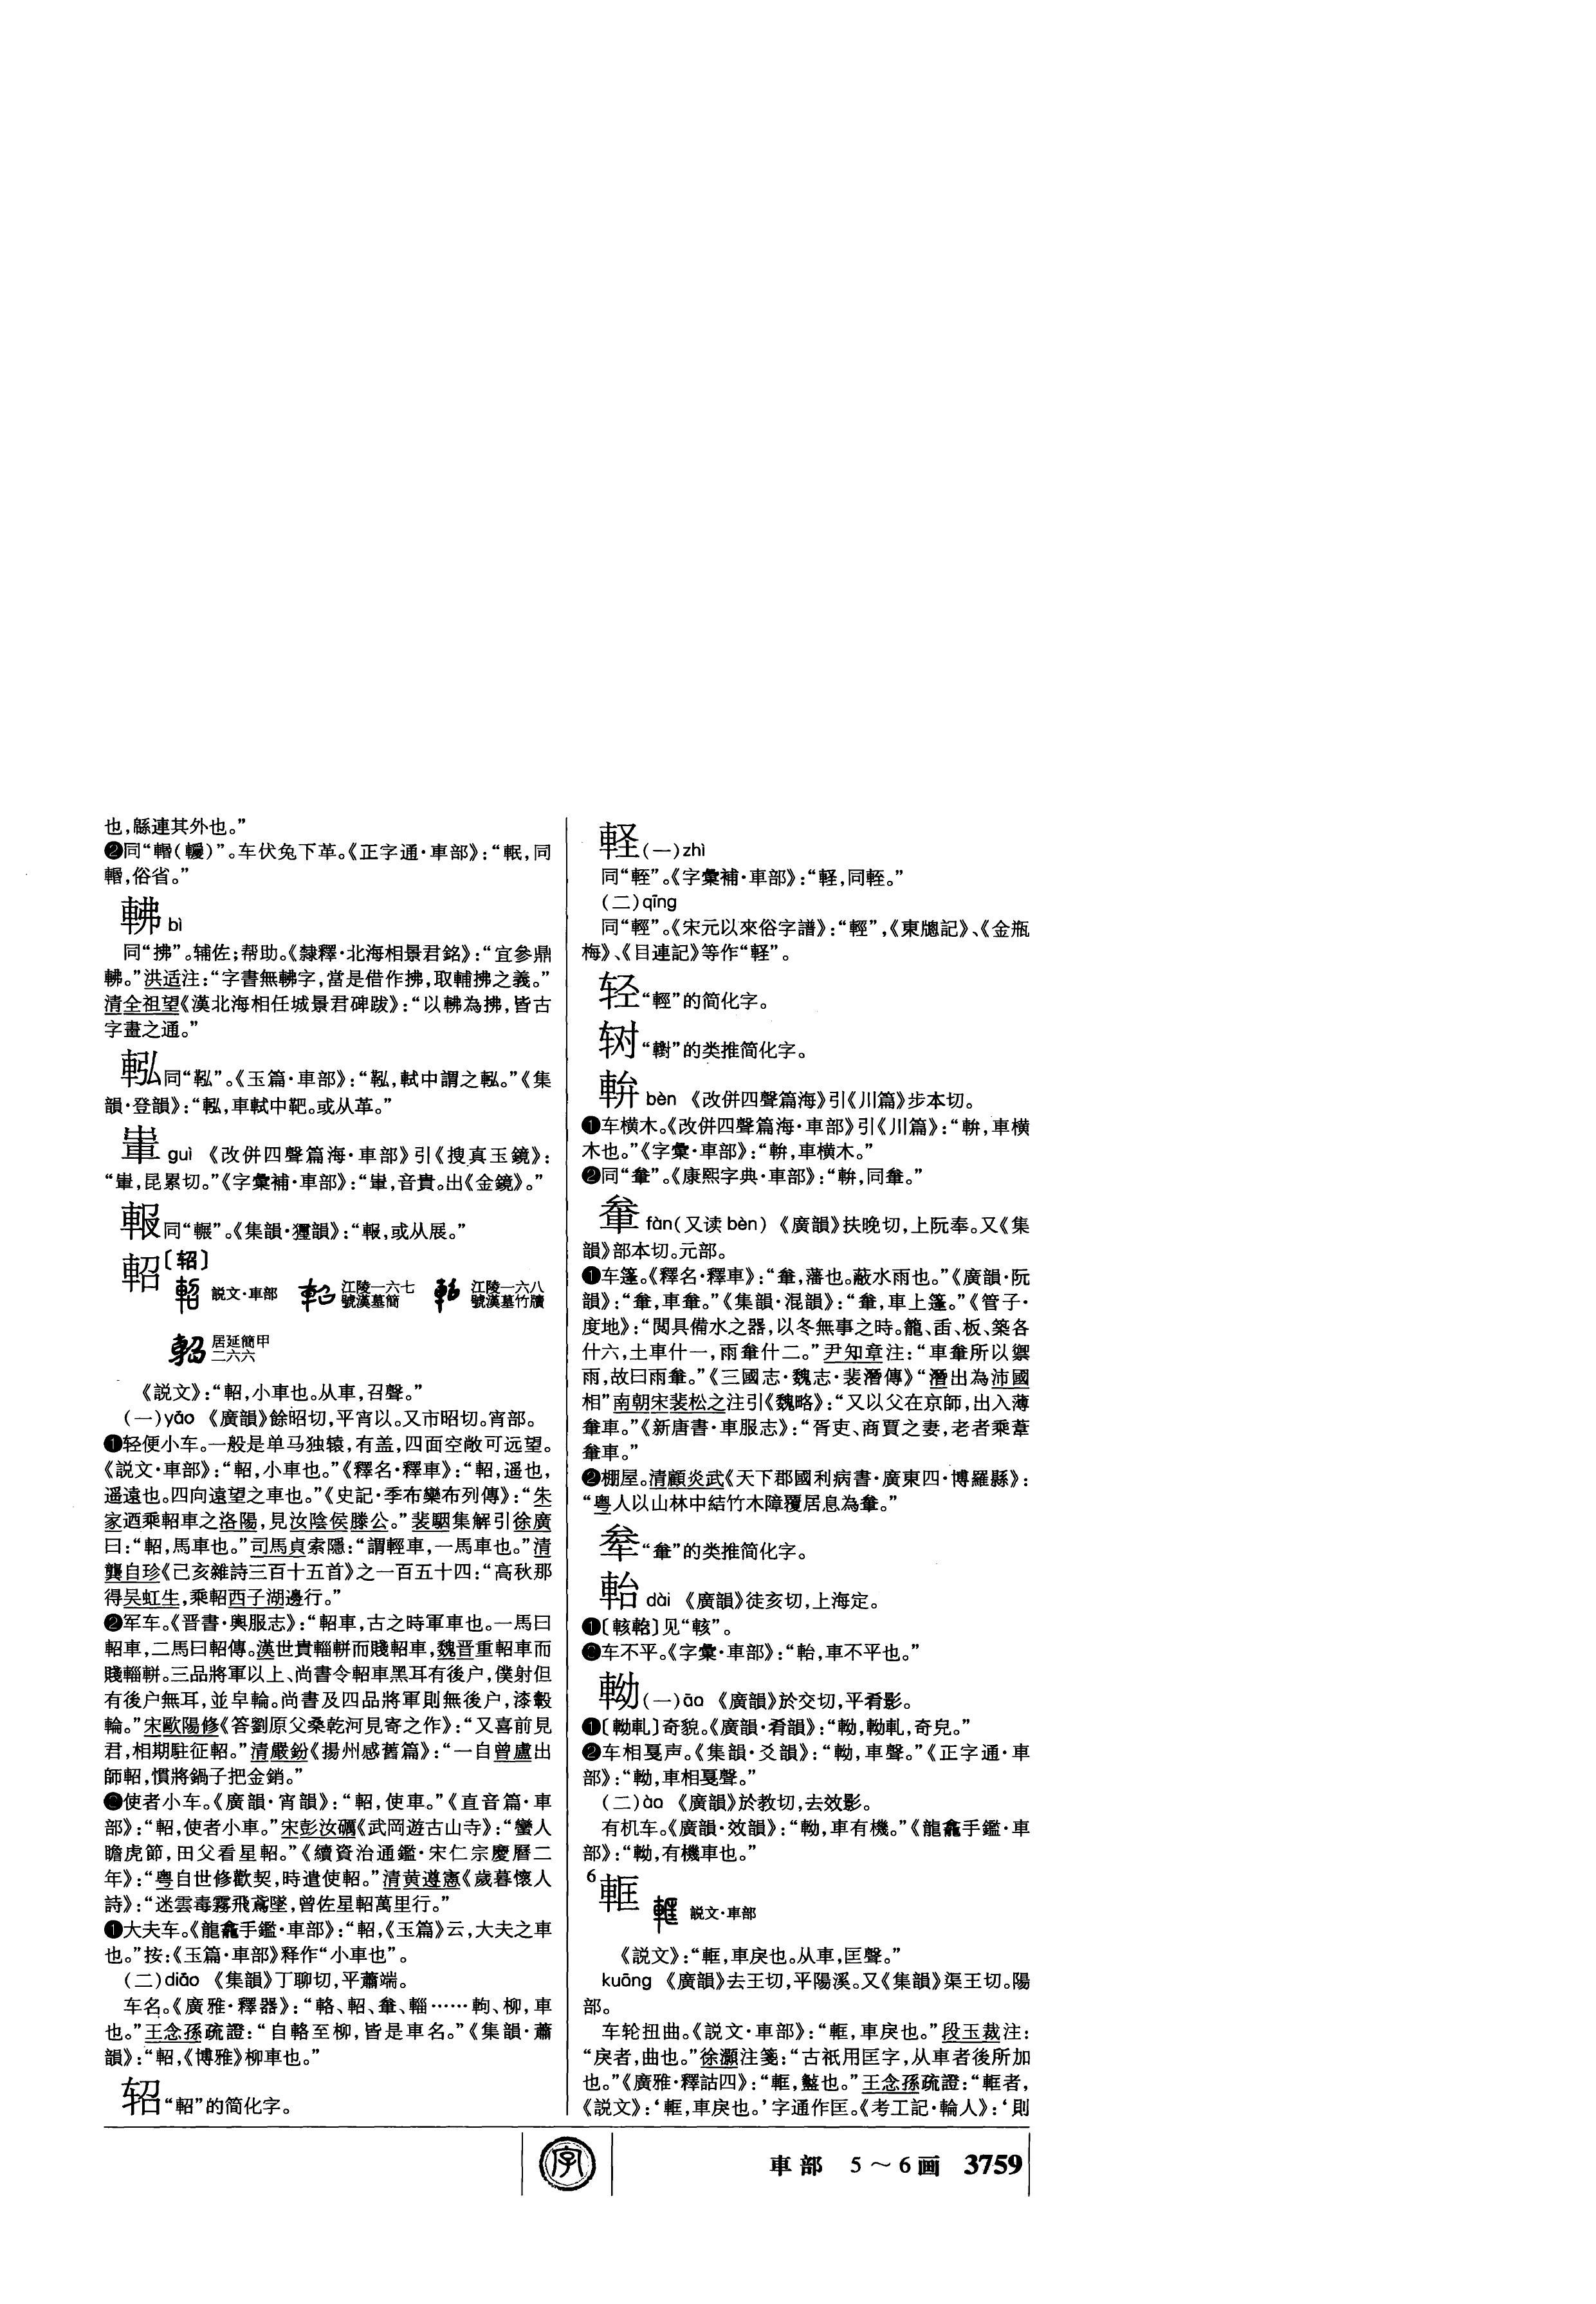 也，緜連其外也。”
❷同“輺（䡺）”。车伏兔下革。《正字通·車部》：“䡑，同
輺，俗省。”
䡟 bì
同“拂”。辅佐；帮助。《隸釋·北海相景君銘》：“宜參鼎
䡟。”洪适注：“字書無䡟字，當是借作拂，取輔拂之義。”
清全祖望《漢北海相任城景君碑跋》：“以䡟為拂，皆古
字畫之通。”
䡏同“鞃”。《玉篇·車部》：“鞃，軾中謂之䡏。”《集
韻·登韻》：“䡏，車軾中靶。或从革。”
guì 《改併四聲篇海·車部》引《搜真玉鏡》：
昆累切。”《字彙補·車部》：音貴。出《金鏡》。”
報同“輾”。《集韻·獮韻》：或从展。”
軺〔轺〕
説文·車部
江陵一六七
號漢墓簡
江陵一六八
號漢墓竹牘
居延簡甲
二六六
《説文》：“軺，小車也。从車，召聲。”
（一）yáo 《廣韻》餘昭切，平宵以。又市昭切。宵部。
❶轻便小车。一般是单马独辕，有盖，四面空敞可远望。
《説文·車部》：“軺，小車也。”《釋名·釋車》：“軺，遥也，
遥遠也。四向遠望之車也。”《史記·季布欒布列傳》：“朱
家迺乘軺車之洛陽，見汝陰侯滕公。”裴駰集解引徐廣
曰：“軺，馬車也。”司馬貞索隱：“謂輕車，一馬車也。”清
龔自珍《己亥雜詩三百十五首》之一百五十四：“高秋那
得吴虹生，乘軺西子湖邊行。”
❷军车。《晋書·輿服志》：“軺車，古之時軍車也。一馬曰
軺車，二馬曰軺傳。漢世貴輜軿而賤軺車，魏晋重軺車而
賤輜軿。三品將軍以上、尚書令軺車黑耳有後户，僕射但
有後户無耳，並皁輪。尚書及四品將軍則無後户，漆轂
輪。”宋歐陽修《答劉原父桑乾河見寄之作》：“又喜前見
君，相期駐征軺。”清嚴鈖《揚州感舊篇》：“一自曾盧出
師軺，慣將鍋子把金銷。”
❸使者小车。《廣韻·宵韻》：“軺，使車。”《直音篇·車
部》：“軺，使者小車。”宋彭汝礪《武岡遊古山寺》：“蠻人
瞻虎節，田父看星軺。”《續資治通鑑·宋仁宗慶曆二
年》：“粤自世修歡契，時遣使軺。”清黄遵憲《歲暮懷人
詩》：“迷雲毒霧飛鳶墜，曾佐星軺萬里行。”
❹大夫车。《龍龕手鑑·車部》：“軺，《玉篇》云，大夫之車
也。”按：《玉篇·車部》释作“小車也”。
（二）diāo 《集韻》丁聊切，平蕭端。
车名。《廣雅·釋器》：“輅、軺、軬、輜……軥、柳，車
也。”王念孫疏證：“自輅至柳，皆是車名。”《集韻·蕭
韻》：“軺，《博雅》柳車也。”
轺“軺”的简化字。
軽（一）zhì
同“輊”。《字彙補·車部》：“軽，同輊。”
（二）qīng
同“輕”。《宋元以來俗字譜》：“輕”，《東牕記》、《金瓶
梅》、《目連記》等作“軽”。
轻“輕”的简化字。
“轛”的类推简化字。
軿 bèn 《改併四聲篇海》引《川篇》步本切。
❶车横木。《改併四聲篇海·車部》引《川篇》：車横
木也。”《字彙·車部》：車横木。”
❷同“軬”。《康熙字典·車部》：同軬。”
軬 fàn（又读bèn） 《廣韻》扶晚切，上阮奉。又《集
韻》部本切。元部。
❶车篷。《釋名·釋車》：“軬，藩也。蔽水雨也。”《廣韻·阮
韻》：“軬，車軬。”《集韻·混韻》：“軬，車上篷。”《管子·
度地》：“閲具備水之器，以冬無事之時。籠、臿、板、築各
什六，土車什一，雨軬什二。”尹知章注：“車軬所以禦
雨，故曰雨軬。”《三國志·魏志·裴潛傳》“潛出為沛國
相”南朝宋裴松之注引《魏略》：“又以父在京師，出入薄
軬車。”《新唐書·車服志》：“胥吏、商賈之妻，老者乘葦
軬車。”
❷棚屋。清顧炎武《天下郡國利病書·廣東四·博羅縣》：
“粤人以山林中結竹木障覆居息為軬。”
“軬”的类推简化字。
軩 dài 《廣韻》徒亥切，上海定。
❶〔輆軩〕见“輆”。
❷车不平。《字彙·車部》：“軩，車不平也。”
軪（一）āo 《廣韻》於交切，平肴影。
❶〔軪軋〕奇貌。《廣韻·肴韻》：“軪，軪軋，奇皃。”
❷车相戛声。《集韻·爻韻》：“軪，車聲。”《正字通·車
部》：“軪，車相戛聲。”
（二）ào 《廣韻》於教切，去效影。
有机车。《廣韻·效韻》：“軪，車有機。”《龍龕手鑑·車
部》：“軪，有機車也。”
6
軭
説文·車部
《説文》：“軭，車戾也。从車，匡聲。”
kuāng 《廣韻》去王切，平陽溪。又《集韻》渠王切。陽
部。
车轮扭曲。《説文·車部》：“軭，車戾也。”段玉裁注：
“戾者，曲也。”徐灝注箋：“古祇用匡字，从車者後所加
也。”《廣雅·釋詁四》：“軭，盭也。”王念孫疏證：“軭者，
《説文》：‘軭，車戾也。’字通作匡。《考工記·輪人》：‘則
字
車部 5～6画 3759